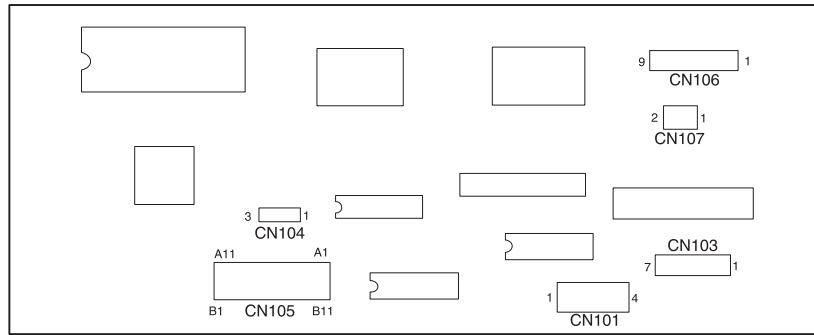 9 1
CN106
2 1
CN107
3 1
CN104
CN103
7 1
A11 A1
B1 CN105 B11
1 4
CN101